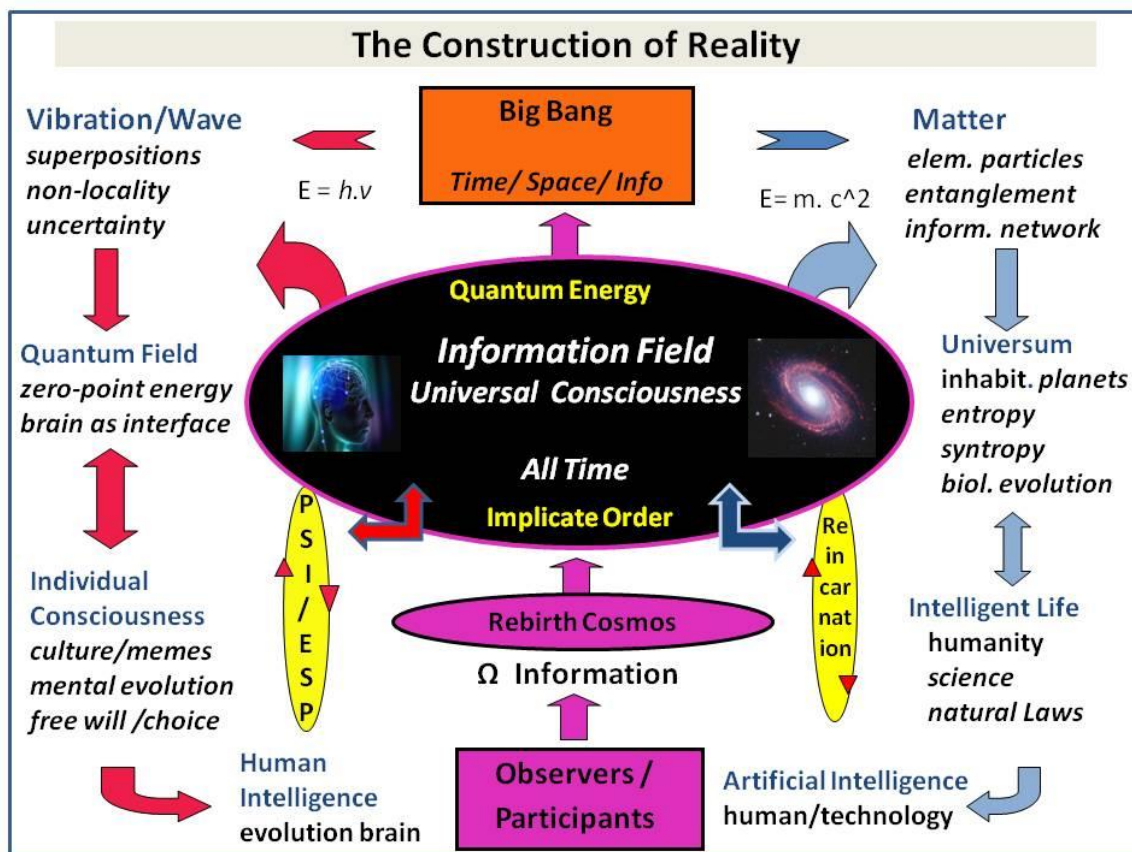 The Construction of Reality
Vibration/Wave
superpositions
non-locality
uncertainty
E = h.v
Big Bang
Time/ Space/ Info
Matter
elem. particles
entanglement
inform. network
E= m. c^2
Quantum Energy
Information Field
Universal Consciousness
All Time
Implicate Order
Quantum Field
zero-point energy
brain as interface
Universum
inhabit. planets
entropy
syntropy
biol. evolution
P
S
I
/
E
S
P
Re
in
car
nat
ion
Individual
Consciousness
culture/memes
mental evolution
free will /choice
Rebirth Cosmos
Ω Information
Intelligent Life
humanity
science
natural Laws
Human
Intelligence
evolution brain
Observers /
Participants
Artificial Intelligence
human/technology